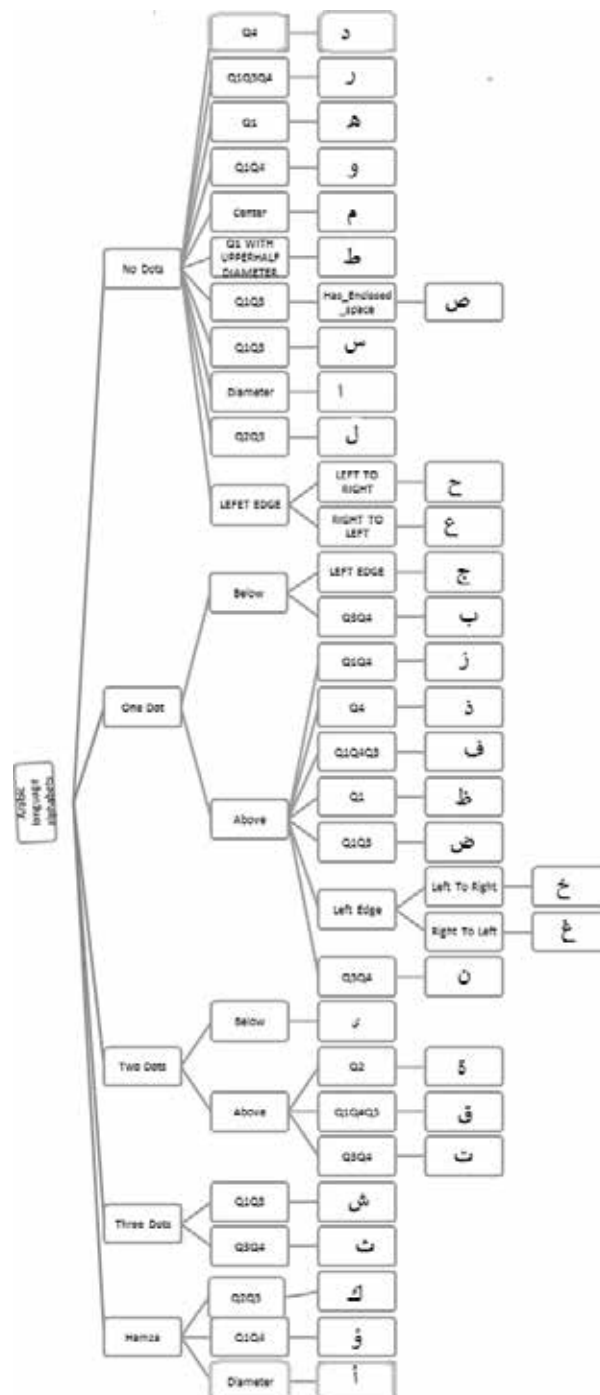 Arabic language alphabets
No Dots
Q4
د
Q1Q3Q4
ر
Q1
ه
Q1Q4
و
Center
م
Q1 WITH UPPERHALF DIAMETER
ط
Q1Q3
Has_Enclosed_space
ص
Q1Q3
س
Diameter
ا
Q2Q3
ل
LEFET EDGE
LEFT TO RIGHT
ح
RIGHT TO LEFT
ع
One Dot
Below
LEFT EDGE
ج
Q3Q4
ب
Above
Q1Q4
ز
Q4
ذ
Q1Q4Q3
ف
Q1
ظ
Q1Q3
ض
Left Edge
Left To Right
خ
Right To Left
غ
Q3Q4
ن
Two Dots
Below
Above
Q2
ة
Q1Q4Q3
ق
Q3Q4
ت
Three Dots
Q1Q3
ش
Q3Q4
ث
Hamza
Q2Q3
ك
Q1Q4
ؤ
Diameter
أ